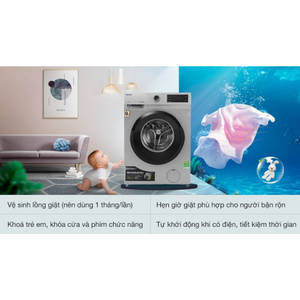 Vệ sinh lồng giặt (nên dùng 1 tháng/lần)
Hẹn giờ giặt phù hợp cho người bận rộn
Khoá trẻ em, khóa cửa và phím chức năng
Tự khởi động khi có điện, tiết kiệm thời gian